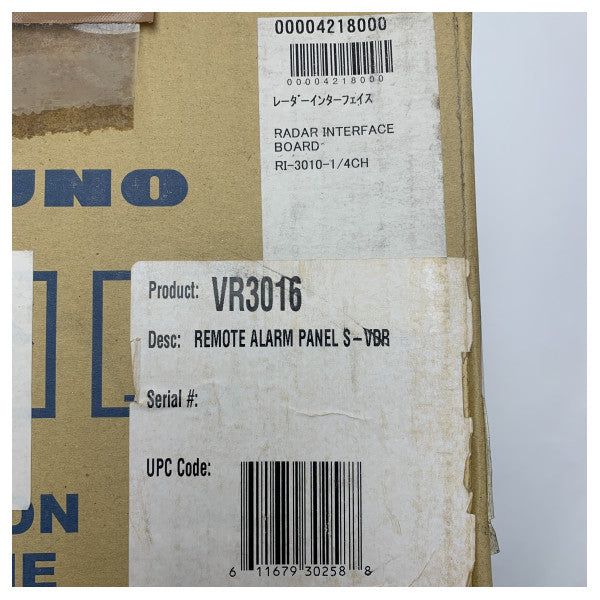 00004218000
00004218000
レーダーインターフェイス
RADAR INTERFACE
BOARD
RI-3010-1/4CH
UNO
Product: VR3016
Desc: REMOTE ALARM PANEL S-VDR
Serial #:
UPC Code:
6 11679 30258 8
ON
NE